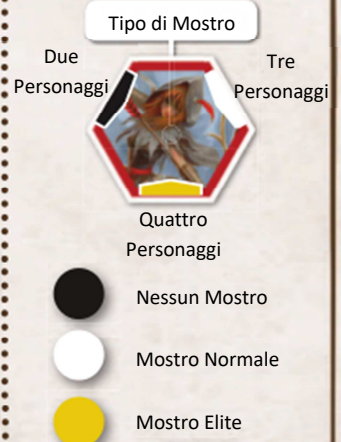 Tipo di Mostro
Due
Personaggi
Tre
Personaggi
Quattro
Personaggi
Nessun Mostro
Mostro Normale
Mostro Elite